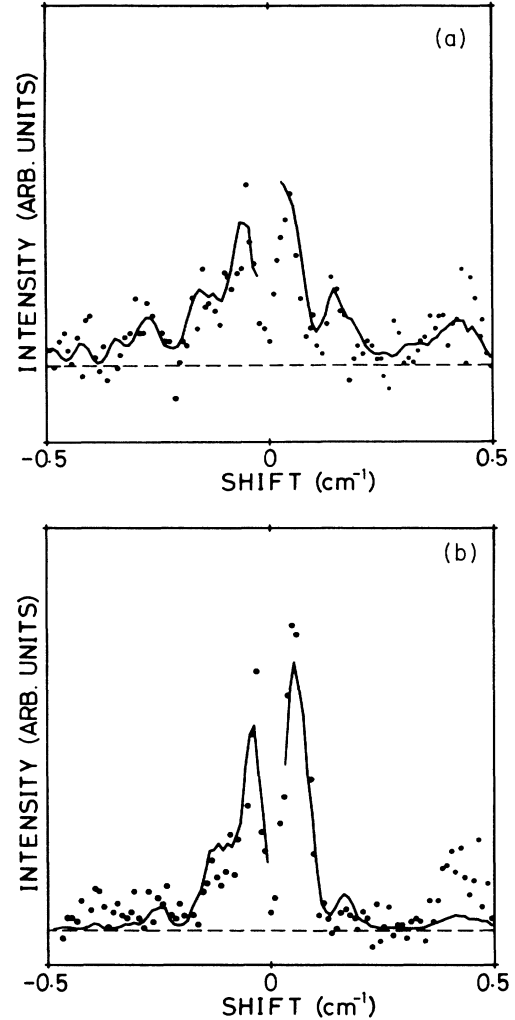 (a)
INTENSITY (ARB. UNITS)
-0.5 0 0.5
SHIFT (cm⁻¹)
(b)
INTENSITY (ARB. UNITS)
-0.5 0 0.5
SHIFT (cm⁻¹)